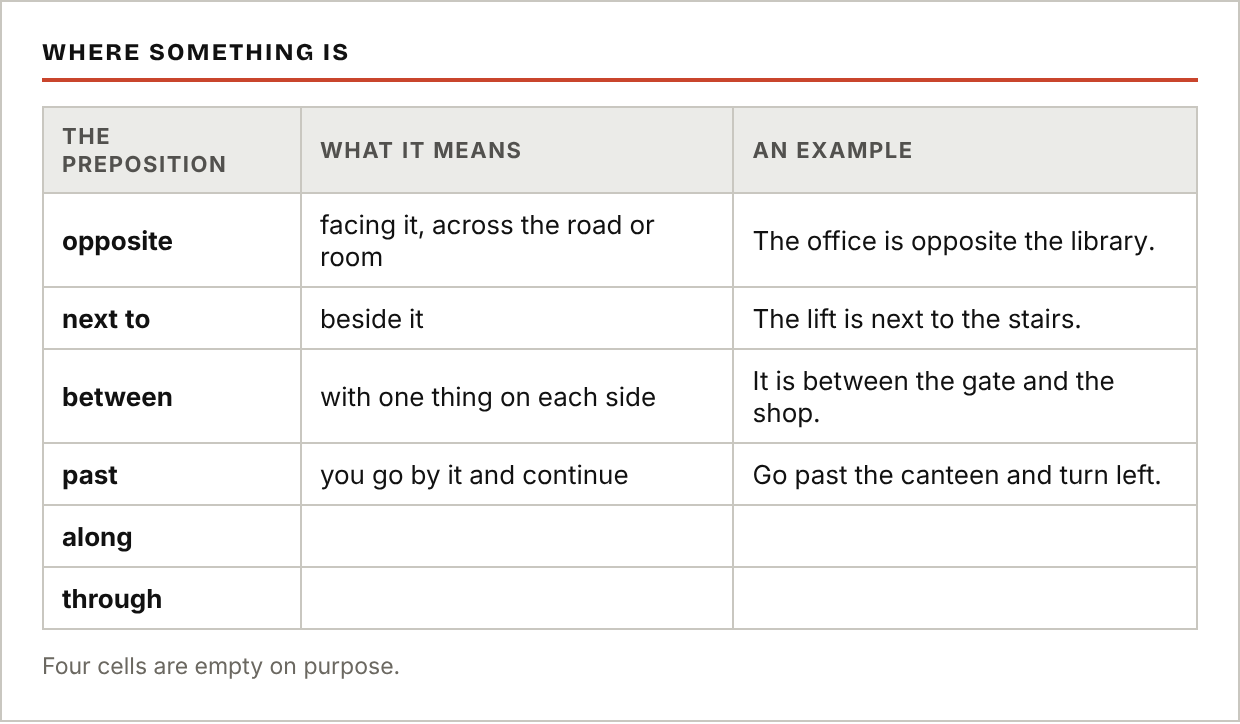 WHERE SOMETHING IS
THE
PREPOSITION
WHAT IT MEANS
AN EXAMPLE
opposite
facing it, across the road or
room
The office is opposite the library.
next to
beside it
The lift is next to the stairs.
between
with one thing on each side
It is between the gate and the
shop.
past
you go by it and continue
Go past the canteen and turn left.
along
through
Four cells are empty on purpose.